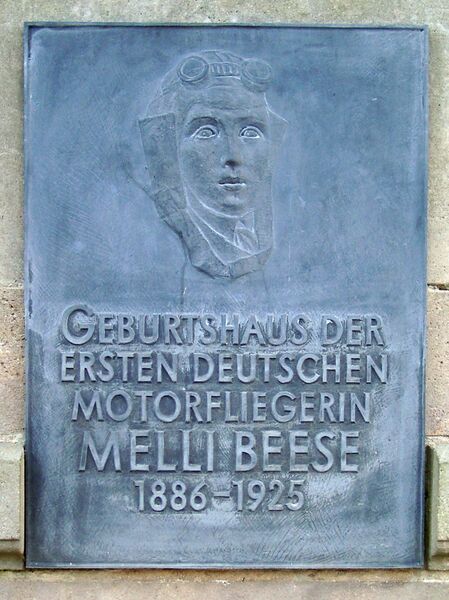 GEBURTSHAUS DER
ERSTEN DEUTSCHEN
MOTORFLIEGERIN
MELLI BEESE
1886-1925